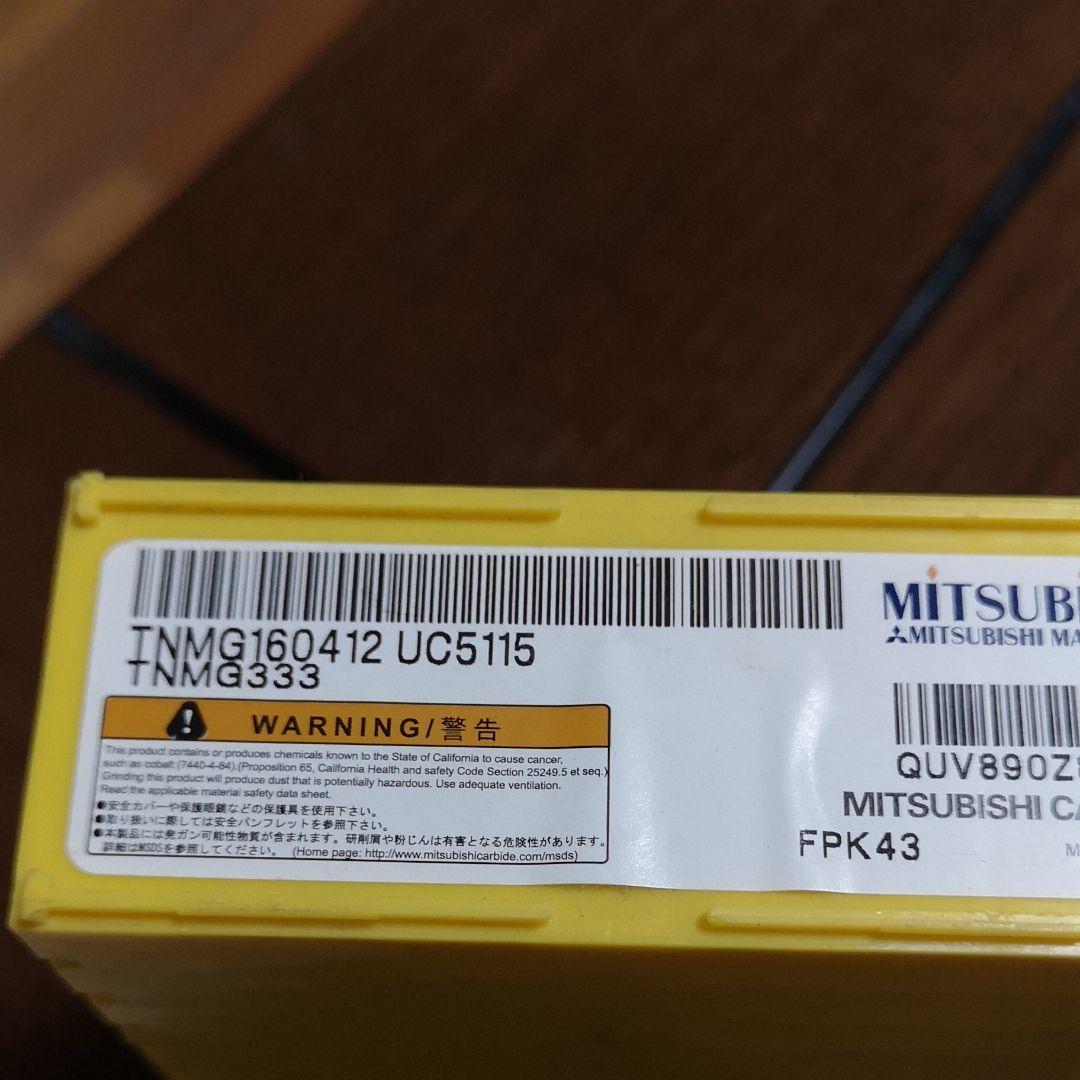 TNMG160412 UC5115
TNMG333
WARNING/警告
This product contains or produces chemicals known to the State of California to cause cancer,
such as cobalt (7440-4-84).(Proposition 65, California Health and safety Code Section 25249.5 et seq.)
Grinding this product will produce dust that is potentially hazardous. Use adequate ventilation.
Read the applicable material safety data sheet.
●安全カバーや保護眼鏡などの保護具を使用下さい。
●取り扱いに際しては安全パンフレットを参照下さい。
●本製品には発ガン可能性物質が含まれます。研削屑や粉じんは有害となる危険性があります。
詳細はMSDSを参照してください。 (Home page: http://www.mitsubishicarbide.com/msds)
MITSUBI
MITSUBISHI MA
QUV890Z
MITSUBISHI CA
FPK43
M